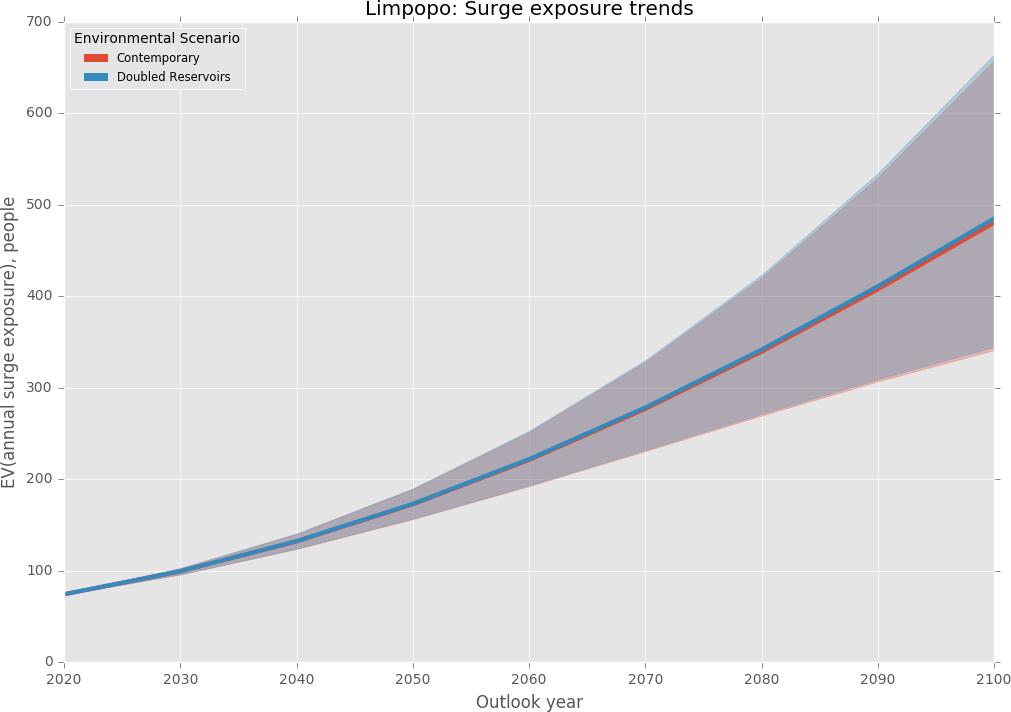 Limpopo: Surge exposure trends
Environmental Scenario
Contemporary
Doubled Reservoirs
EV(annual surge exposure), people
700
600
500
400
300
200
100
0
2020 2030 2040 2050 2060 2070 2080 2090 2100
Outlook year